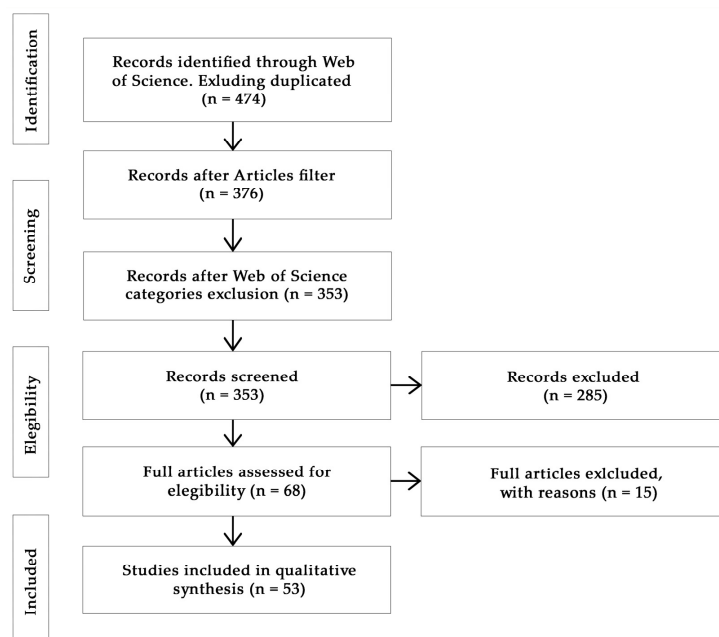 Identification
Records identified through Web
of Science. Exluding duplicated
(n = 474)
Records after Articles filter
(n = 376)
Screening
Records after Web of Science
categories exclusion (n = 353)
Elegibility
Records screened
(n = 353)
Records excluded
(n = 285)
Full articles assessed for
elegibility (n = 68)
Full articles exlcluded,
with reasons (n = 15)
Included
Studies included in qualitative
synthesis (n = 53)